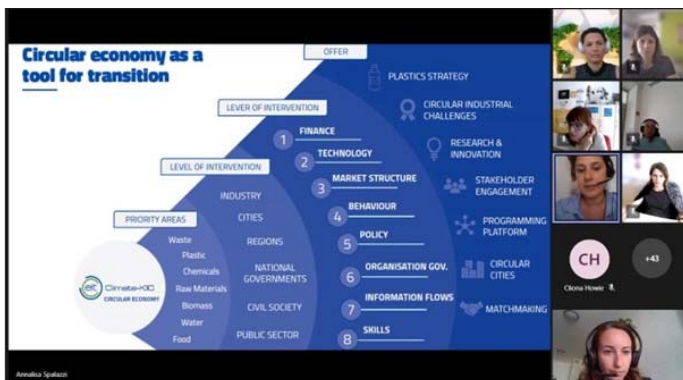 Circular economy as a
tool for transition
OFFER
PLASTICS STRATEGY
CIRCULAR INDUSTRIAL
CHALLENGES
RESEARCH &
INNOVATION
STAKEHOLDER
ENGAGEMENT
PROGRAMMING
PLATFORM
CIRCULAR
CITIES
MATCHMAKING
LEVER OF INTERVENTION
1 FINANCE
2 TECHNOLOGY
3 MARKET STRUCTURE
4 BEHAVIOUR
5 POLICY
6 ORGANISATION GOV.
7 INFORMATION FLOWS
8 SKILLS
LEVEL OF INTERVENTION
INDUSTRY
CITIES
REGIONS
NATIONAL
GOVERNMENTS
CIVIL SOCIETY
PUBLIC SECTOR
PRIORITY AREAS
Waste
Plastic
Chemicals
Raw Materials
Biomass
Water
Food
eit Climate-KIC
CIRCULAR ECONOMY
Annalisa Spalazzi
CH
Cliona Howie
+43